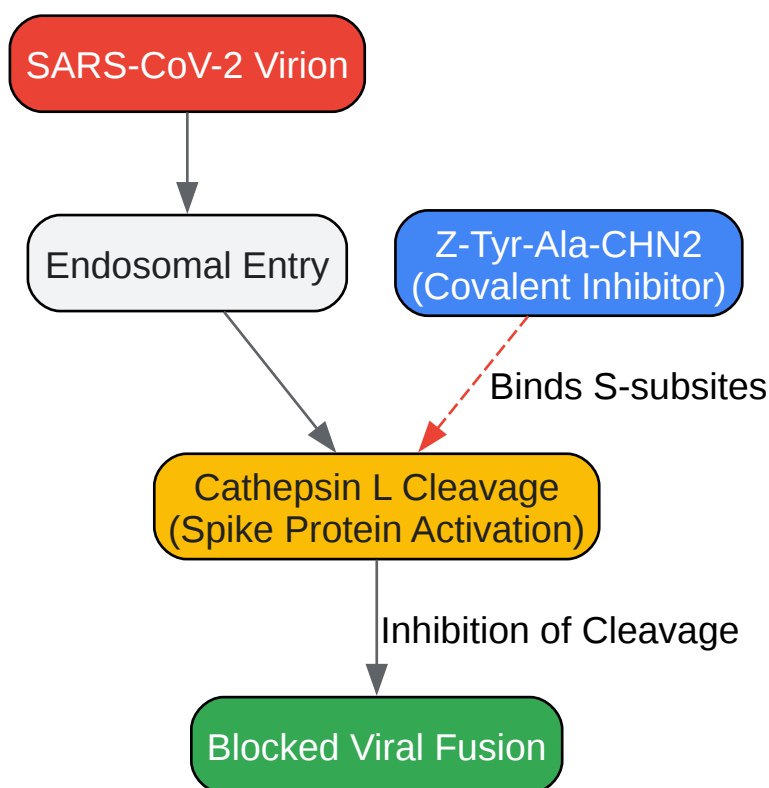 SARS-CoV-2 Virion
Endosomal Entry
Z-Tyr-Ala-CHN2
(Covalent Inhibitor)
Binds S-subsites
Cathepsin L Cleavage
(Spike Protein Activation)
Inhibition of Cleavage
Blocked Viral Fusion